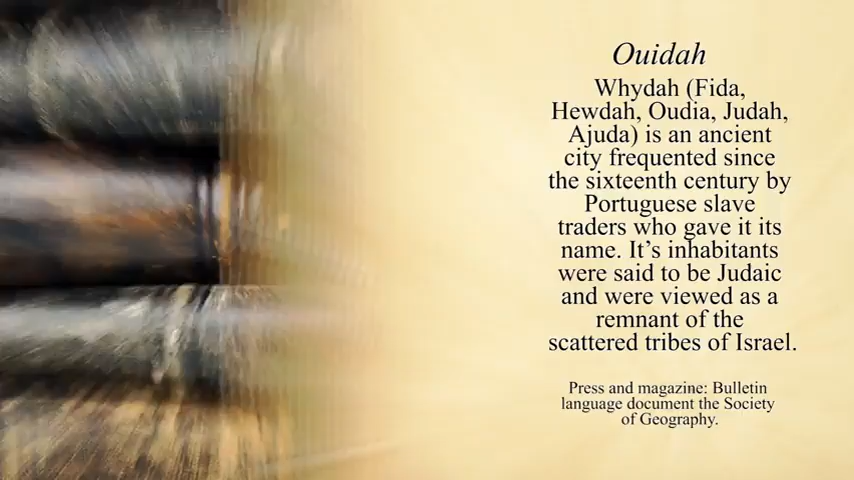 Ouidah
Whydah (Fida,
Hewdah, Oudia, Judah,
Ajuda) is an ancient
city frequented since
the sixteenth century by
Portuguese slave
traders who gave it its
name. It’s inhabitants
were said to be Judaic
and were viewed as a
remnant of the
scattered tribes of Israel.
Press and magazine: Bulletin
language document the Society
of Geography.